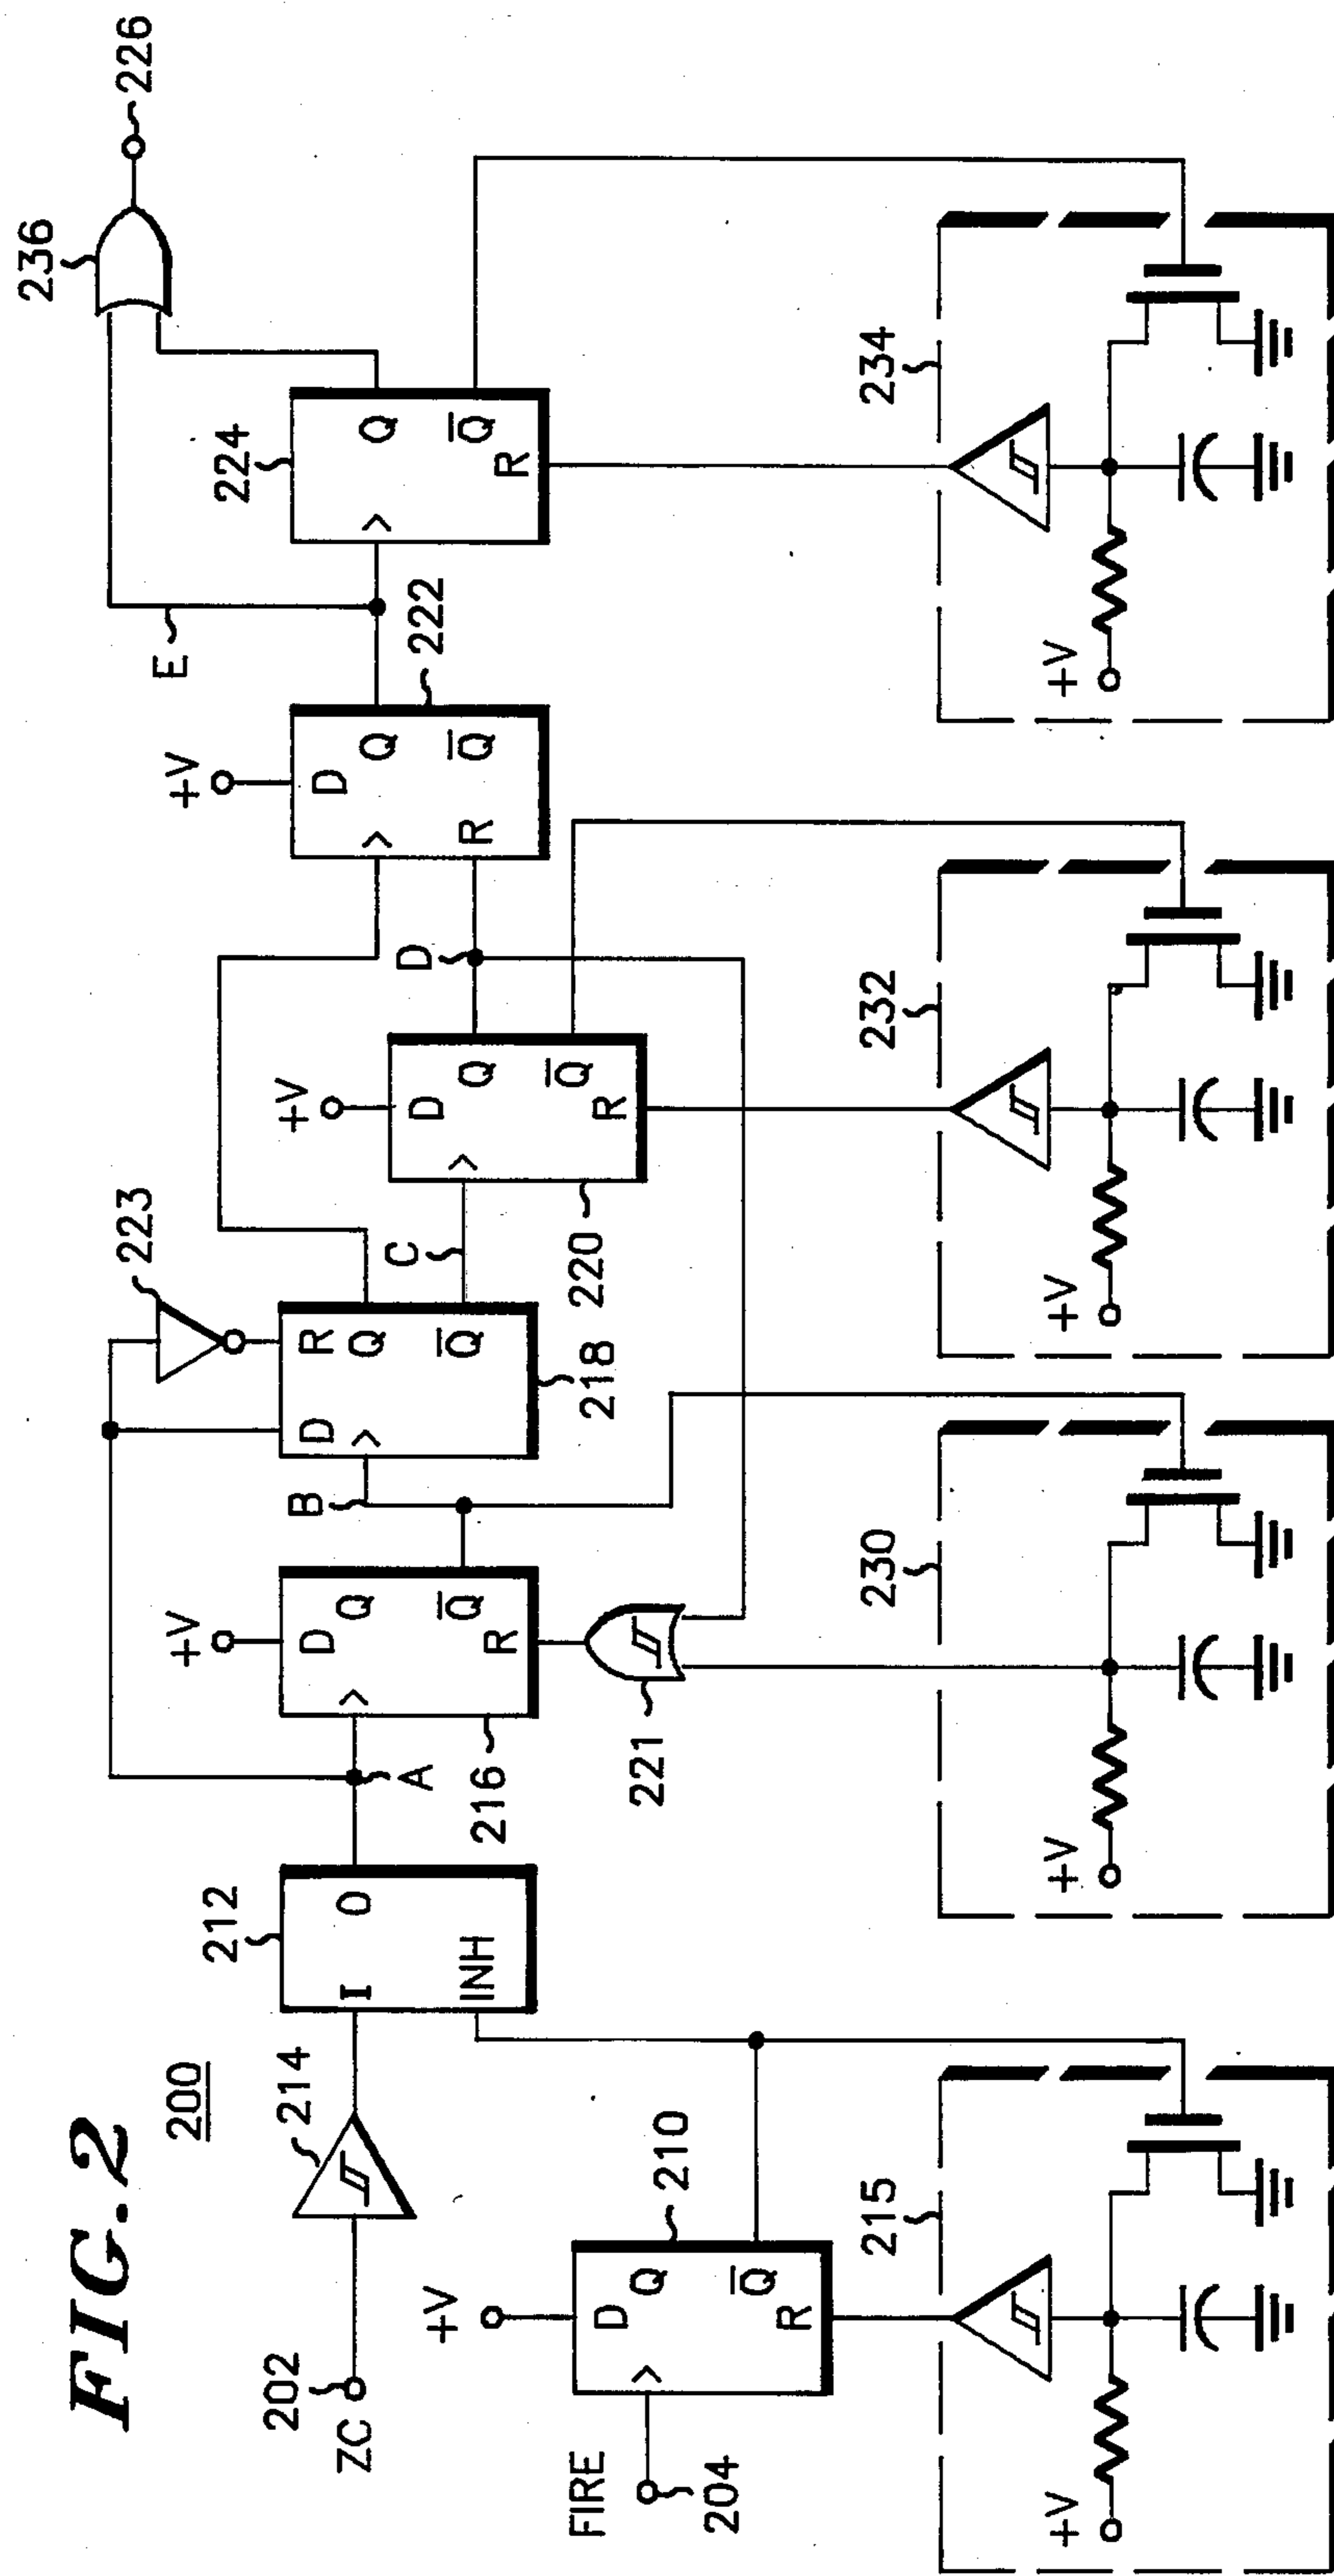 FIG. 2
200
202
ZC
214
212
I
O
INH
A
216
+V
D
Q
Q̅
R
221
B
218
D
R
Q
Q̅
223
C
220
+V
D
Q
Q̅
R
D
222
+V
D
Q
Q̅
R
E
224
Q
Q̅
R
236
226
FIRE
204
+V
210
D
Q
Q̅
R
215
+V
230
+V
232
+V
234
+V